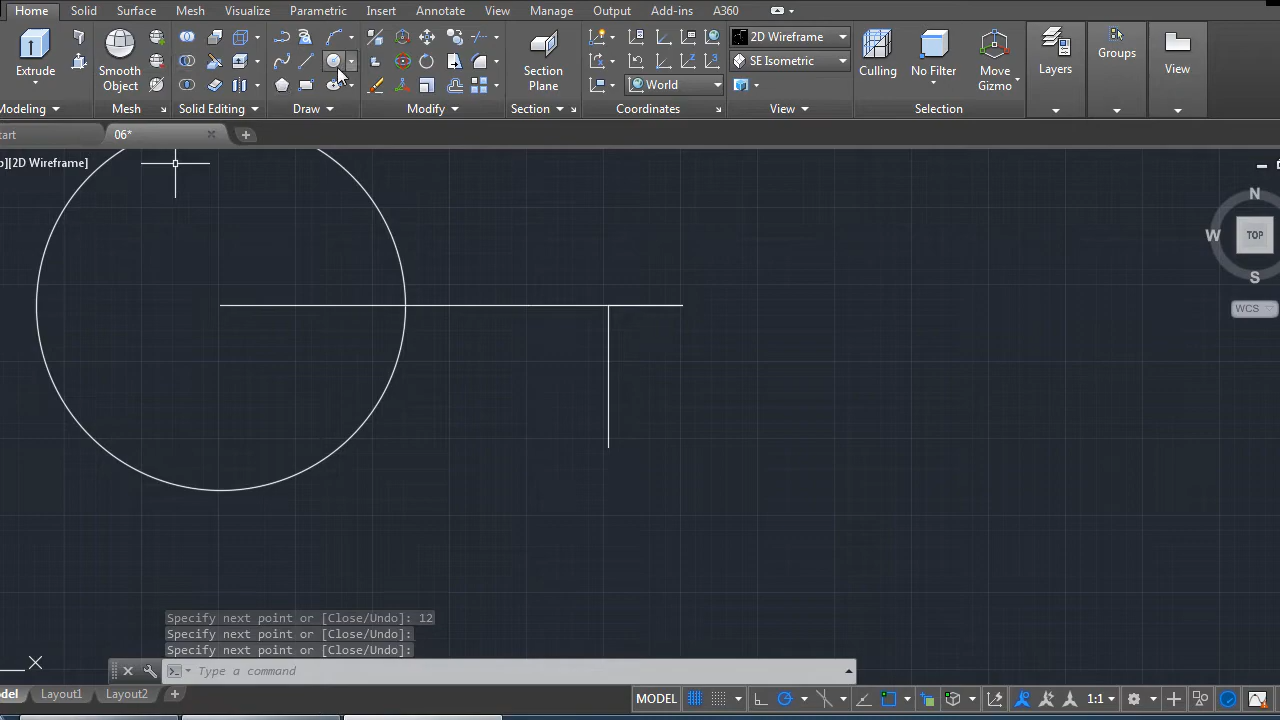 Home Solid Surface Mesh Visualize Parametric Insert Annotate View Manage Output Add-ins A360
Extrude
Smooth
Object
Section
Plane
2D Wireframe
SE Isometric
World
Culling
No Filter
Move
Gizmo
Layers
Groups
View
odeling
Mesh
Solid Editing
Draw
Modify
Section
Coordinates
View
Selection
tart
06*
p][2D Wireframe]
N
W
TOP
S
WCS
Specify next point or [Close/Undo]: 12
Specify next point or [Close/Undo]:
Specify next point or [Close/Undo]:
Type a command
odel Layout1 Layout2
MODEL
1:1